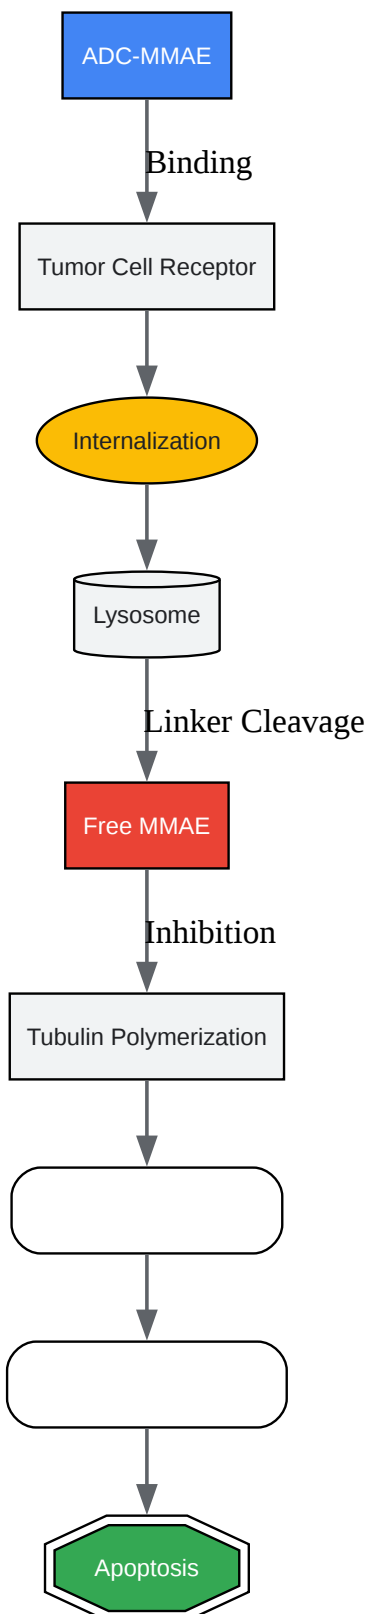 ADC-MMAE
Binding
Tumor Cell Receptor
Internalization
Lysosome
Linker Cleavage
Free MMAE
Inhibition
Tubulin Polymerization
Apoptosis